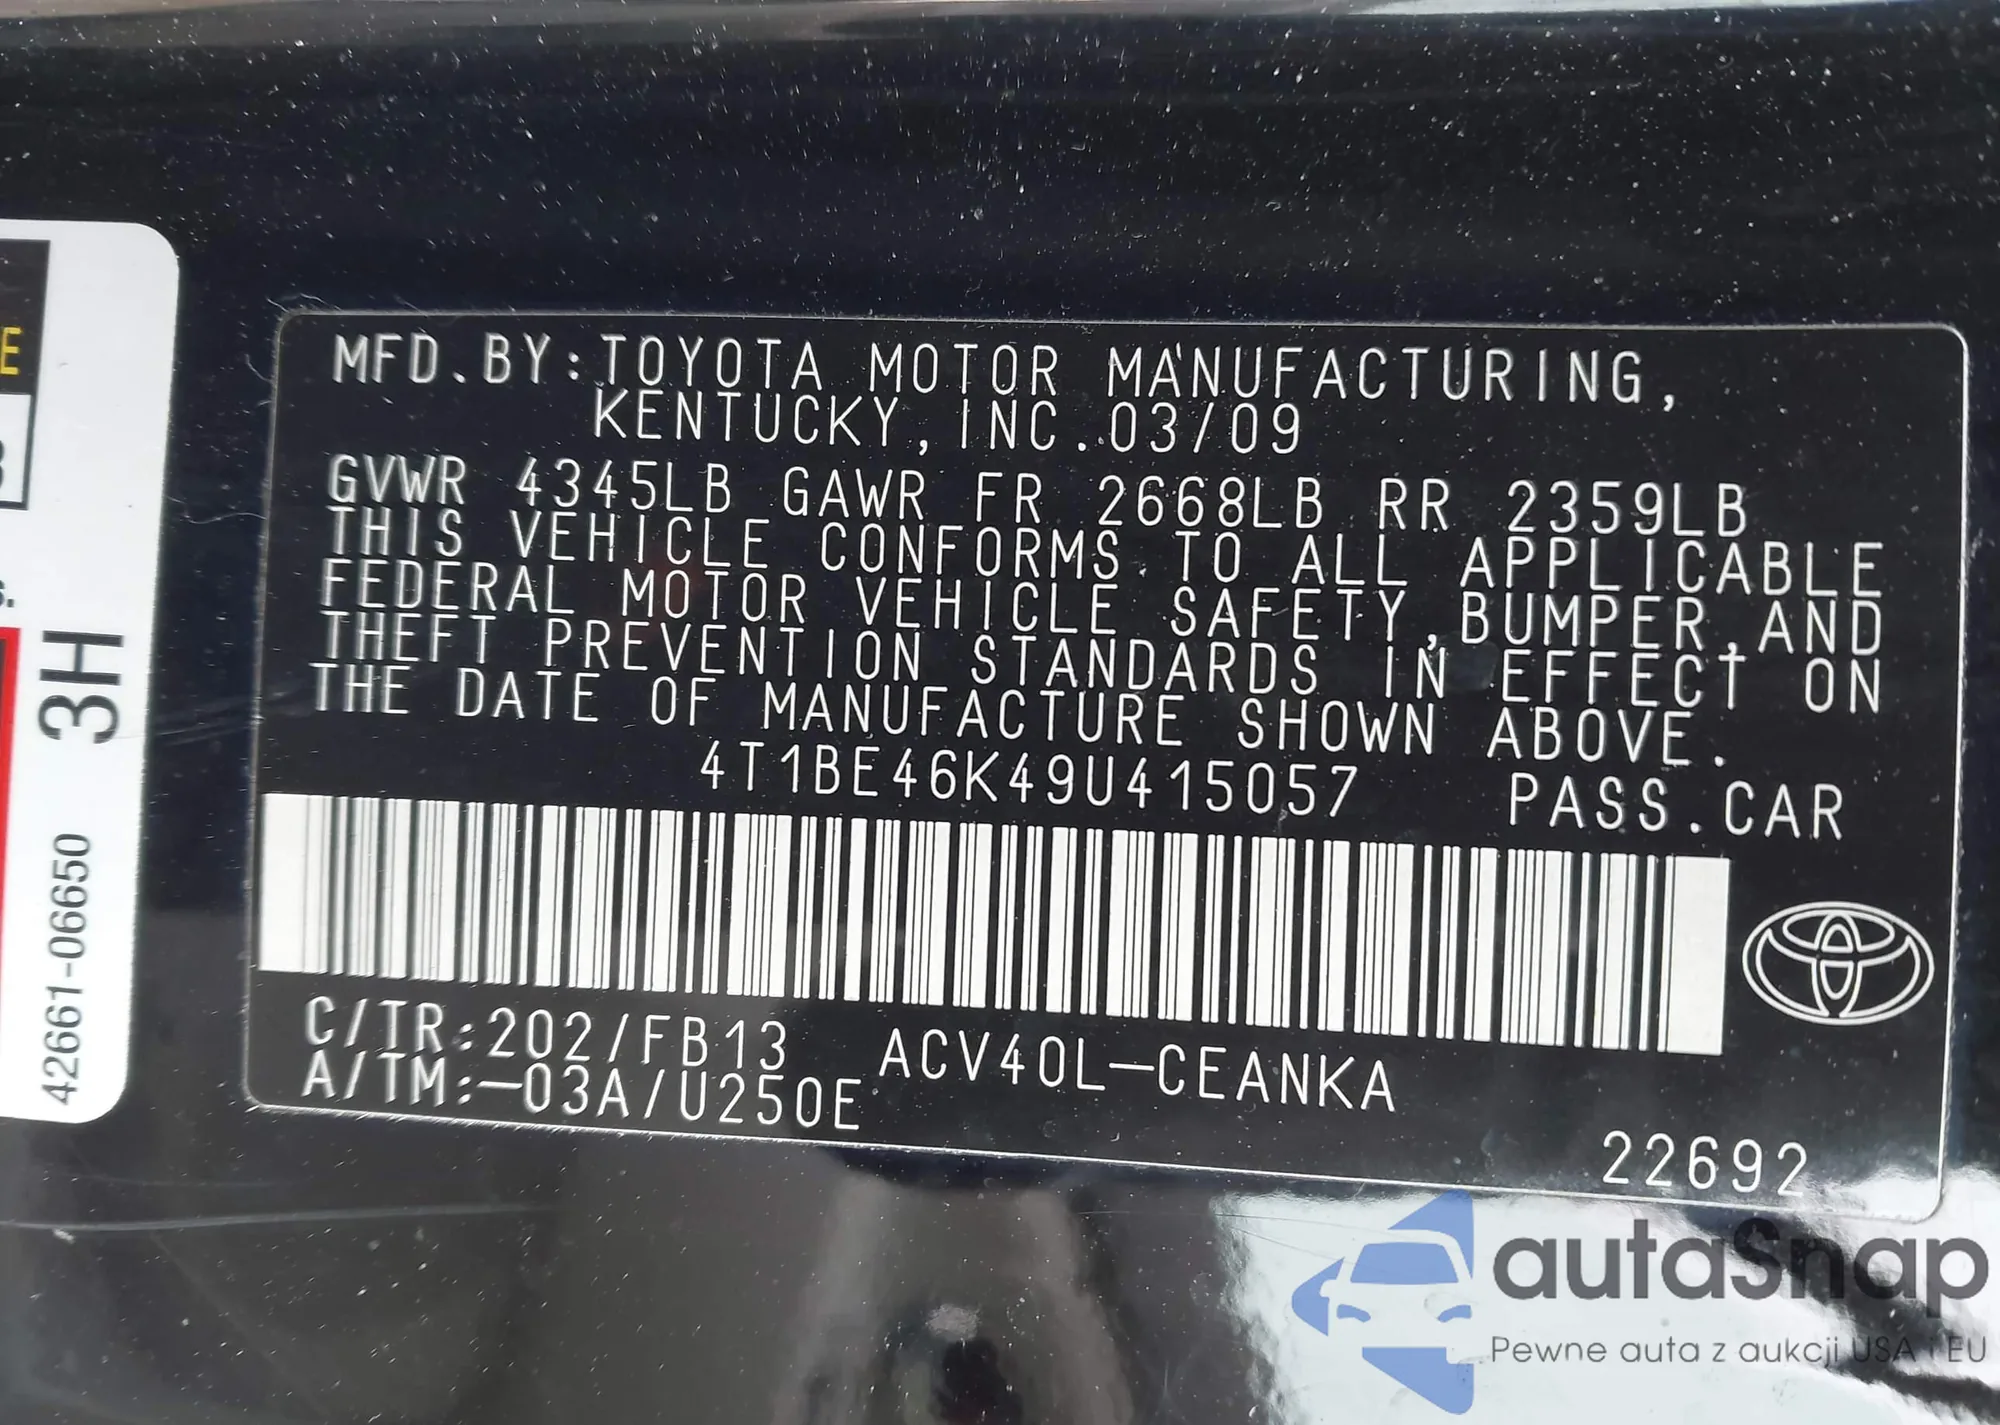 MFD.BY:TOYOTA MOTOR MANUFACTURING,
KENTUCKY, INC. 03/09
GVWR 4345LB GAWR FR 2668LB RR 2359LB
THIS VEHICLE CONFORMS TO ALL APPLICABLE
FEDERAL MOTOR VEHICLE SAFETY,BUMPER,AND
THEFT PREVENTION STANDARDS IN EFFECT ON
THE DATE OF MANUFACTURE SHOWN ABOVE.
4T1BE46K49U415057 PASS.CAR
C/TR:202/FB13 ACV40L-CEANKA
A/TM:-03A/U250E
22692
3H
42661-06650
E
s.
autaSnap
Pewne auta z aukcji USA i EU